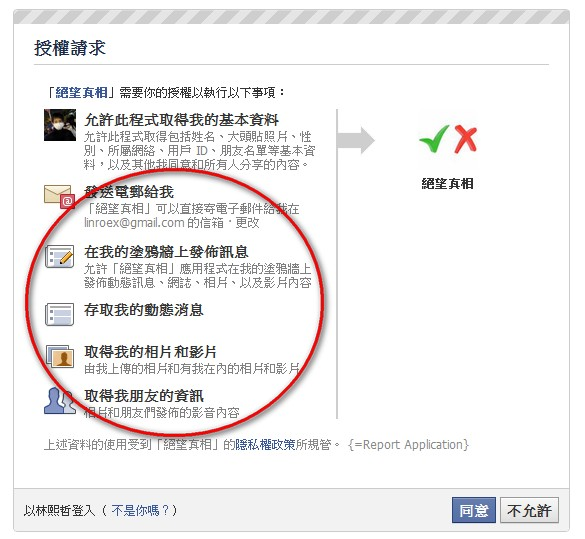 授權請求
「絕望真相」需要你的授權以執行以下事項：
允許此程式取得我的基本資料
允許此程式取得包括姓名、大頭貼照片、性
別、所屬網絡、用戶 ID、朋友名單等基本資
料，以及其他我同意和所有人分享的內容。
絕望真相
發送電郵給我
「絕望真相」可以直接寄電子郵件給我在
linroex@gmail.com 的信箱·更改
在我的塗鴉牆上發佈訊息
允許「絕望真相」應用程式在我的塗鴉牆上
發佈動態訊息、網誌、相片、以及影片內容
存取我的動態消息
取得我的相片和影片
由我上傳的相片和有我在內的相片和影片
取得我朋友的資訊
相片和朋友們發佈的影音內容
上述資料的使用受到「絕望真相」的隱私權政策所規管。 {=Report Application}
以林熙哲登入（ 不是你嗎？）
同意 不允許